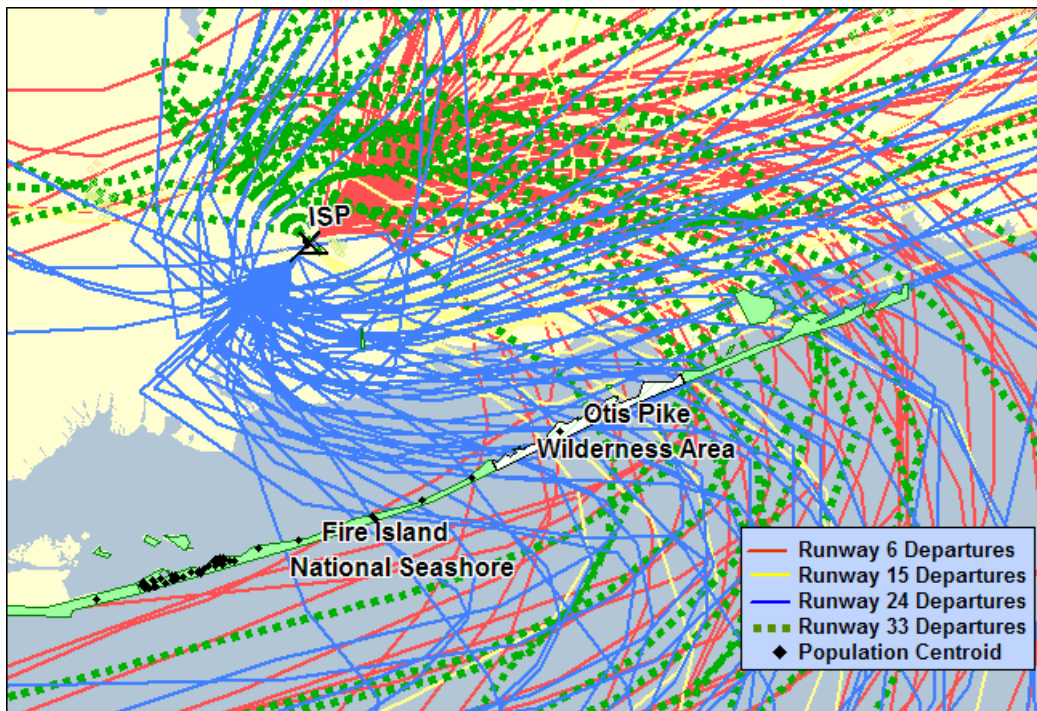 ISP
Otis Pike
Wilderness Area
Fire Island
National Seashore
Runway 6 Departures
Runway 15 Departures
Runway 24 Departures
Runway 33 Departures
Population Centroid